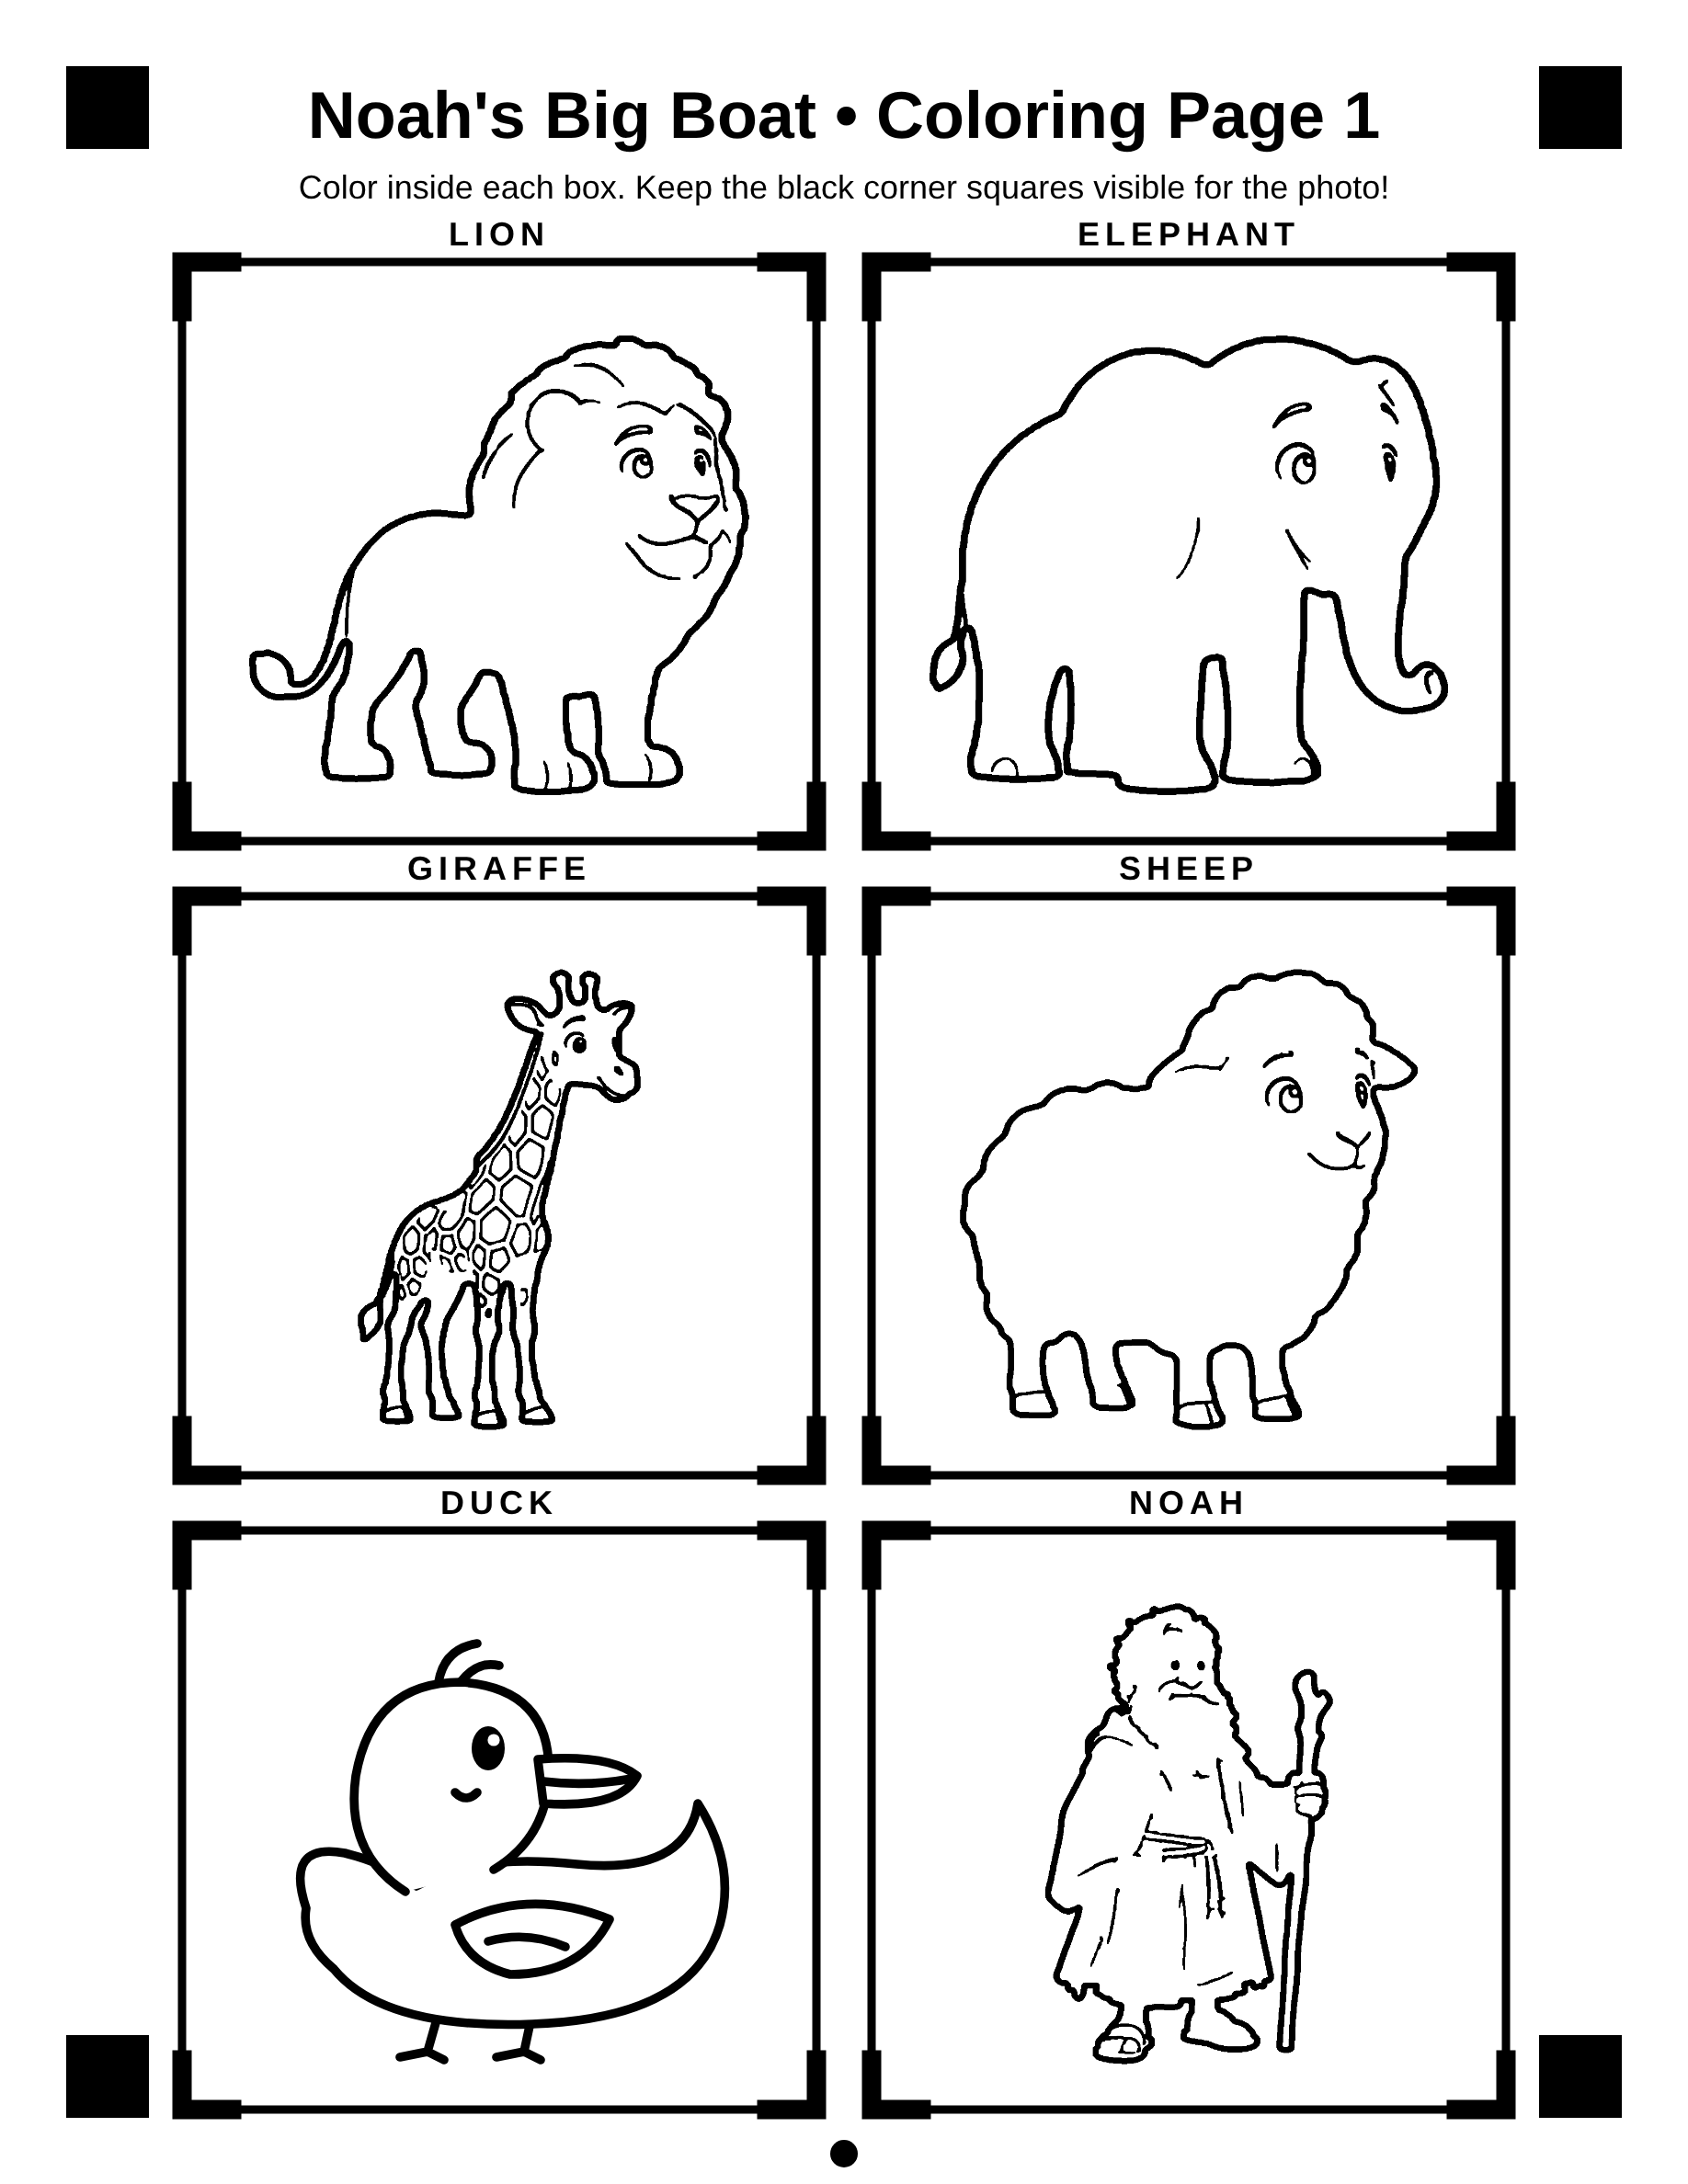 Noah's Big Boat • Coloring Page 1
Color inside each box. Keep the black corner squares visible for the photo!
LION
ELEPHANT
GIRAFFE
SHEEP
DUCK
NOAH